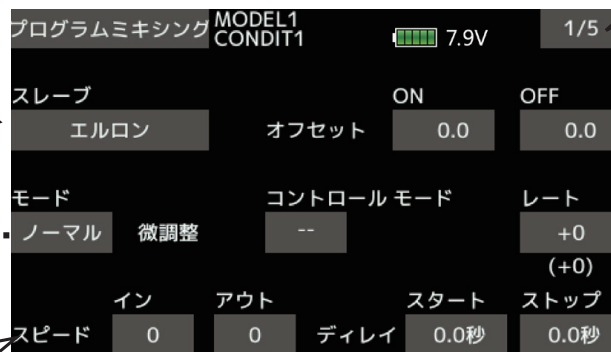 プログラムミキシング MODEL1 CONDIT1 7.9V 1/5
スレーブ ON OFF
エルロン オフセット 0.0 0.0
モード コントロール モード レート
ノーマル 微調整 -- +0
(+0)
イン アウト スタート ストップ
スピード 0 0 ディレイ 0.0秒 0.0秒